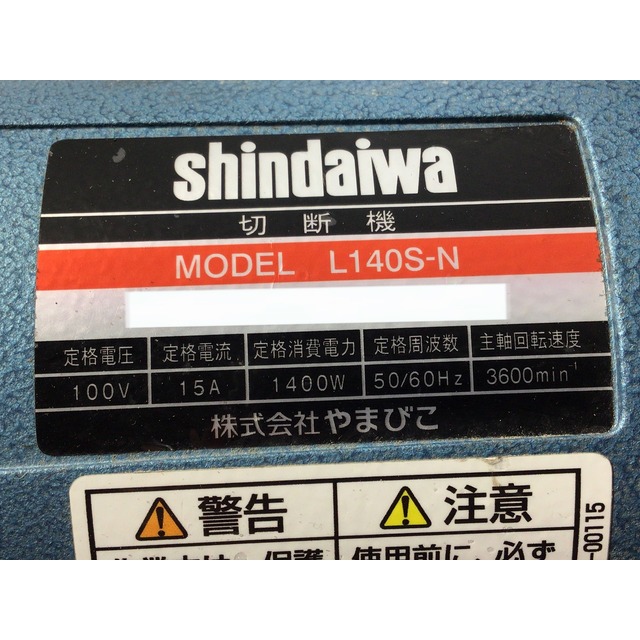 shindaiwa
切断機
MODEL L140S-N
定格電圧 定格電流 定格消費電力 定格周波数 主軸回転速度
100V 15A 1400W 50/60Hz 3600min⁻¹
株式会社やまびこ
警告 注意
使用前に、必ず
-00115